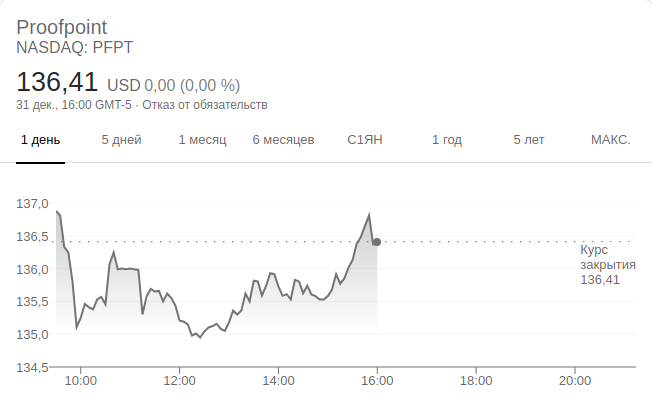 Proofpoint
NASDAQ: PFPT
136,41 USD 0,00 (0,00 %)
31 дек., 16:00 GMT-5 · Отказ от обязательств
1 день 5 дней 1 месяц 6 месяцев С1ЯН 1 год 5 лет МАКС.
137,0
136,5
136,0
135,5
135,0
134,5
Курс
закрытия
136,41
10:00 12:00 14:00 16:00 18:00 20:00